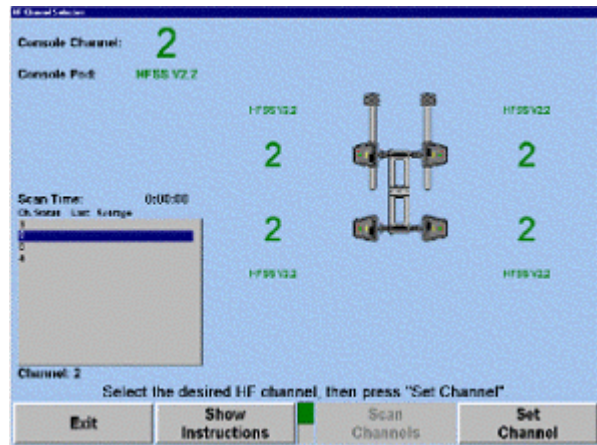 HF Channel Selection
Console Channel: 2
Console Pod: HFSS V2.2
HFSS V2.2 HFSS V2.2
2 2
Scan Time: 0:00:00
Ch. Status Last Average
1
2
3
4
2 2
HFSS V2.2 HFSS V2.2
Channel: 2
Select the desired HF channel, then press "Set Channel"
Exit
Show Instructions
Scan Channels
Set Channel